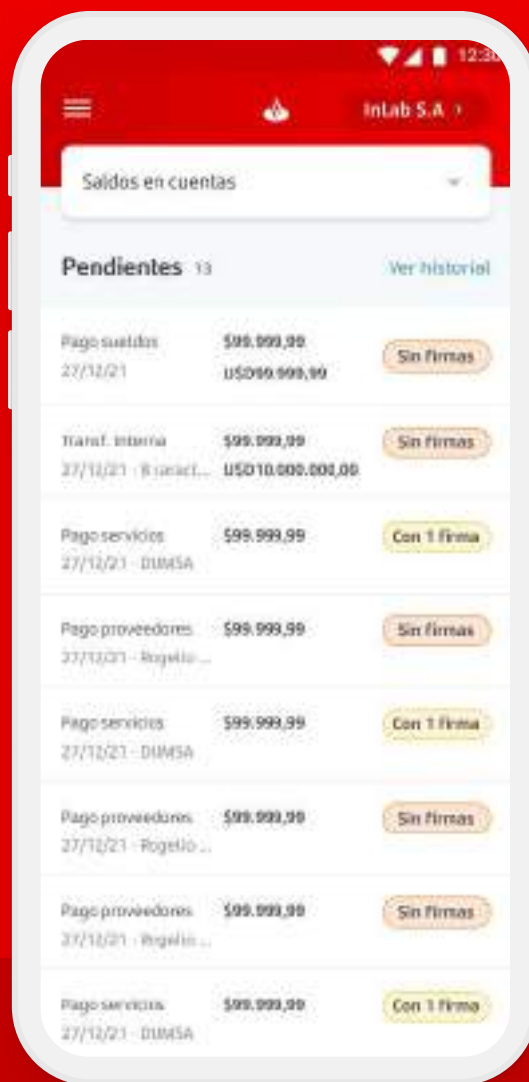 12:30
InLab S.A ›
Saldos en cuentas
Pendientes 13 Ver historial
Pago sueldos $99.999,99 Sin firmas
27/12/21 USD99.999,99
Transf. interna $99.999,99 Sin firmas
27/12/21 - USD10.000.000,00
Pago servicios $99.999,99 Con 1 firma
27/12/21 - DUMSA
Pago proveedores $99.999,99 Sin firmas
27/12/21 - Rogelio ...
Pago servicios $99.999,99 Con 1 firma
27/12/21 - DUMSA
Pago proveedores $99.999,99 Sin firmas
27/12/21 - Rogelio ...
Pago proveedores $99.999,99 Sin firmas
27/12/21 - Rogelio ...
Pago servicios $99.999,99 Con 1 firma
27/12/21 - DUMSA